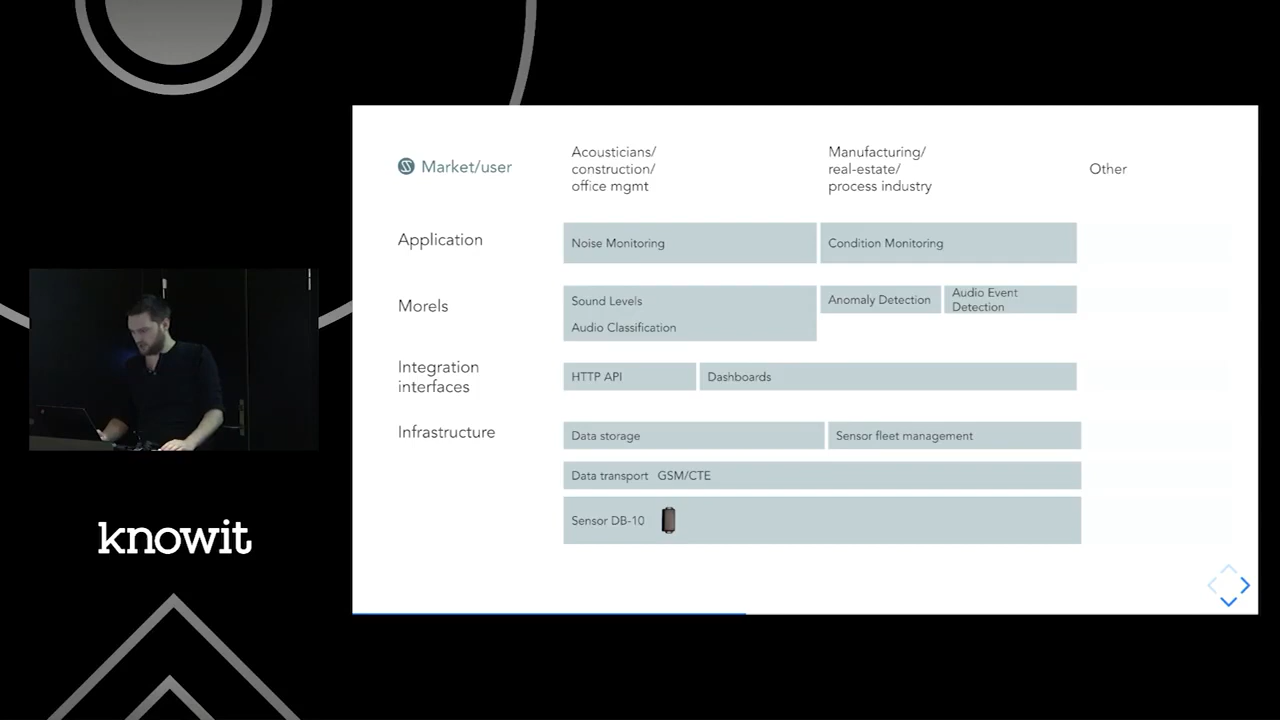 Market/user
Acousticians/
construction/
office mgmt
Manufacturing/
real-estate/
process industry
Other
Application
Noise Monitoring
Condition Monitoring
Morels
Sound Levels
Audio Classification
Anomaly Detection
Audio Event
Detection
Integration
interfaces
HTTP API
Dashboards
Infrastructure
Data storage
Sensor fleet management
Data transport GSM/CTE
Sensor DB-10
knowit